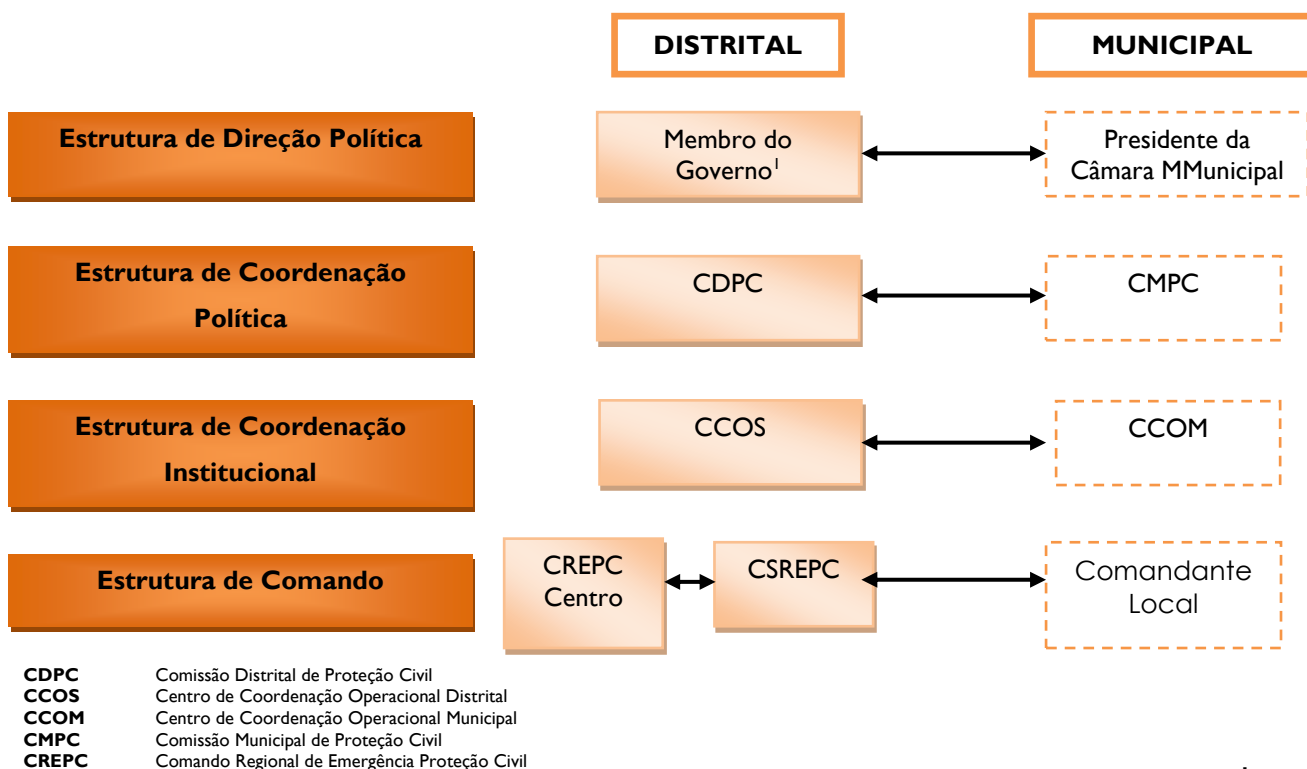 DISTRITAL
MUNICIPAL
Estrutura de Direção Política
Membro do
Governo¹
Presidente da
Câmara MMunicipal
Estrutura de Coordenação
Política
CDPC
CMPC
Estrutura de Coordenação
Institucional
CCOS
CCOM
Estrutura de Comando
CREPC
Centro
CSREPC
Comandante
Local
CDPC Comissão Distrital de Proteção Civil
CCOS Centro de Coordenação Operacional Distrital
CCOM Centro de Coordenação Operacional Municipal
CMPC Comissão Municipal de Proteção Civil
CREPC Comando Regional de Emergência Proteção Civil